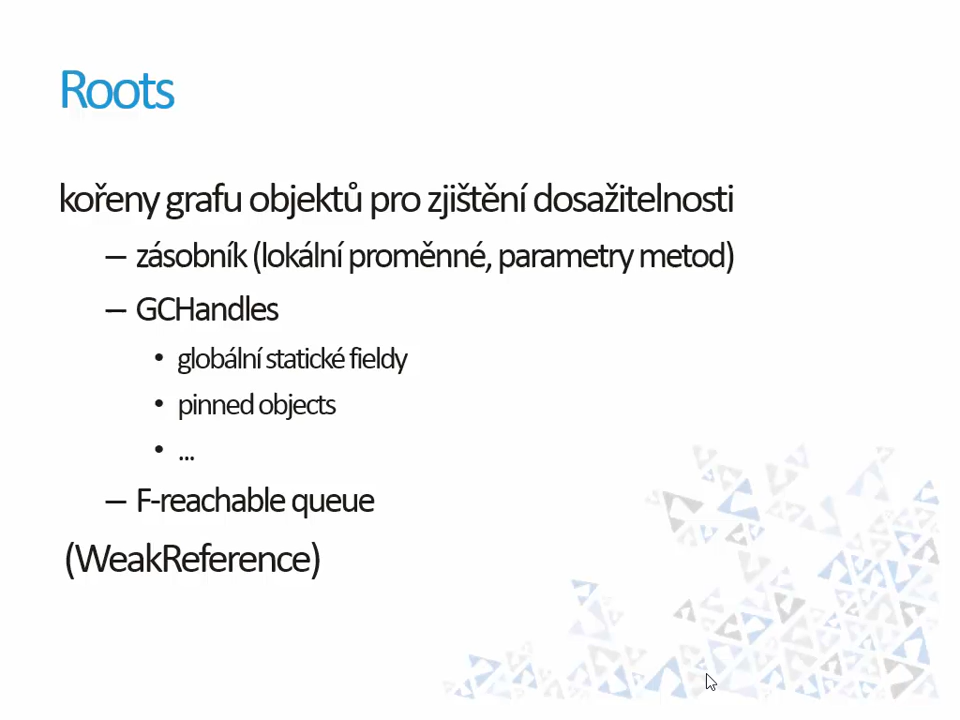 Roots
kořeny grafu objektů pro zjištění dosažitelnosti
– zásobník (lokální proměnné, parametry metod)
– GCHandles
• globální statické fieldy
• pinned objects
• ...
– F-reachable queue
(WeakReference)